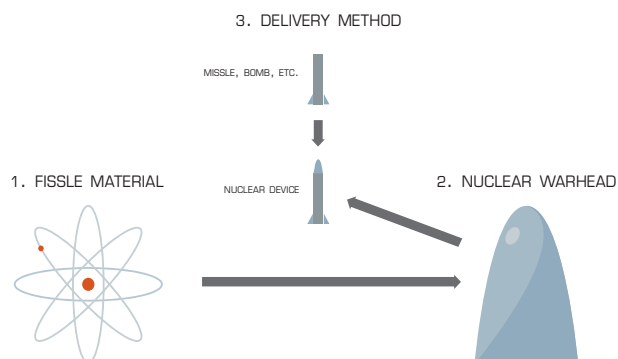 3. DELIVERY METHOD
MISSLE, BOMB, ETC.
1. FISSLE MATERIAL
NUCLEAR DEVICE
2. NUCLEAR WARHEAD